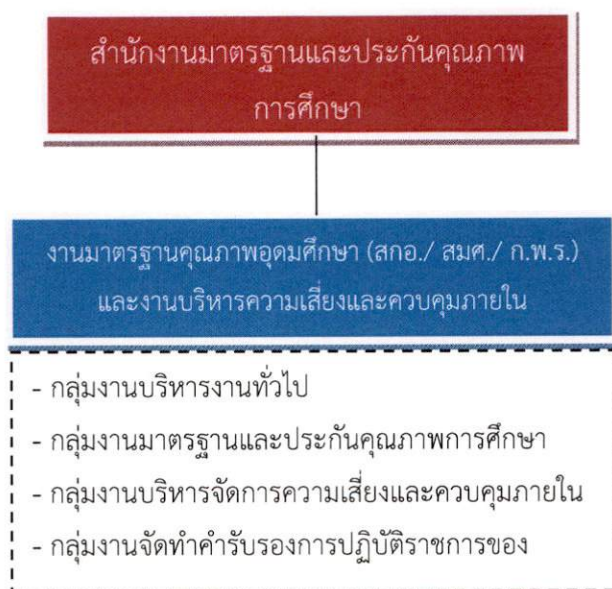 สำนักงานมาตรฐานและประกันคุณภาพ
การศึกษา
งานมาตรฐานคุณภาพอุดมศึกษา (สกอ./ สมศ./ ก.พ.ร.)
และงานบริหารความเสี่ยงและควบคุมภายใน
- กลุ่มงานบริหารงานทั่วไป
- กลุ่มงานมาตรฐานและประกันคุณภาพการศึกษา
- กลุ่มงานบริหารจัดการความเสี่ยงและควบคุมภายใน
- กลุ่มงานจัดทำคำรับรองการปฏิบัติราชการของ